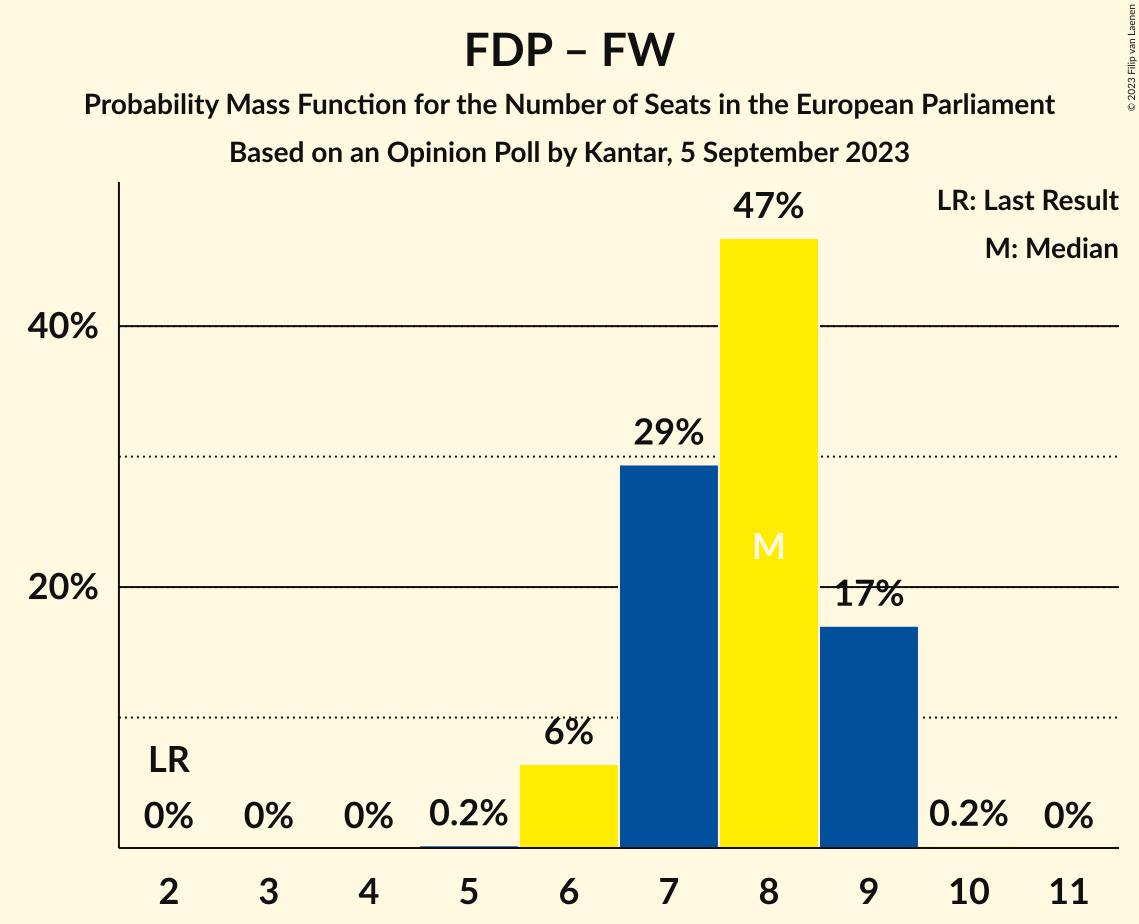 FDP – FW
Probability Mass Function for the Number of Seats in the European Parliament
Based on an Opinion Poll by Kantar, 5 September 2023
© 2023 Filip van Laenen
LR: Last Result
M: Median
47%
40%
29%
M
20%
17%
6%
LR
0% 0% 0% 0.2% 0.2% 0%
2 3 4 5 6 7 8 9 10 11